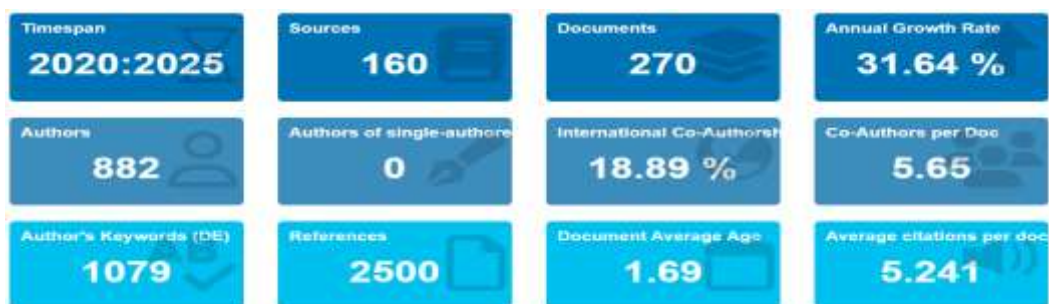 Timespan
2020:2025
Sources
160
Documents
270
Annual Growth Rate
31.64 %
Authors
882
Authors of single-authore
0
International Co-Authorsh
18.89 %
Co-Authors per Doc
5.65
Author's Keywords (DE)
1079
References
2500
Document Average Age
1.69
Average citations per doc
5.241